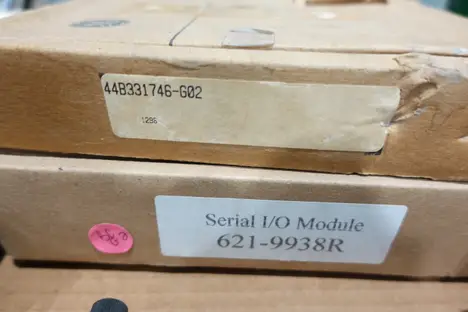 44B331746-G02
1286
Serial I/O Module
621-9938R